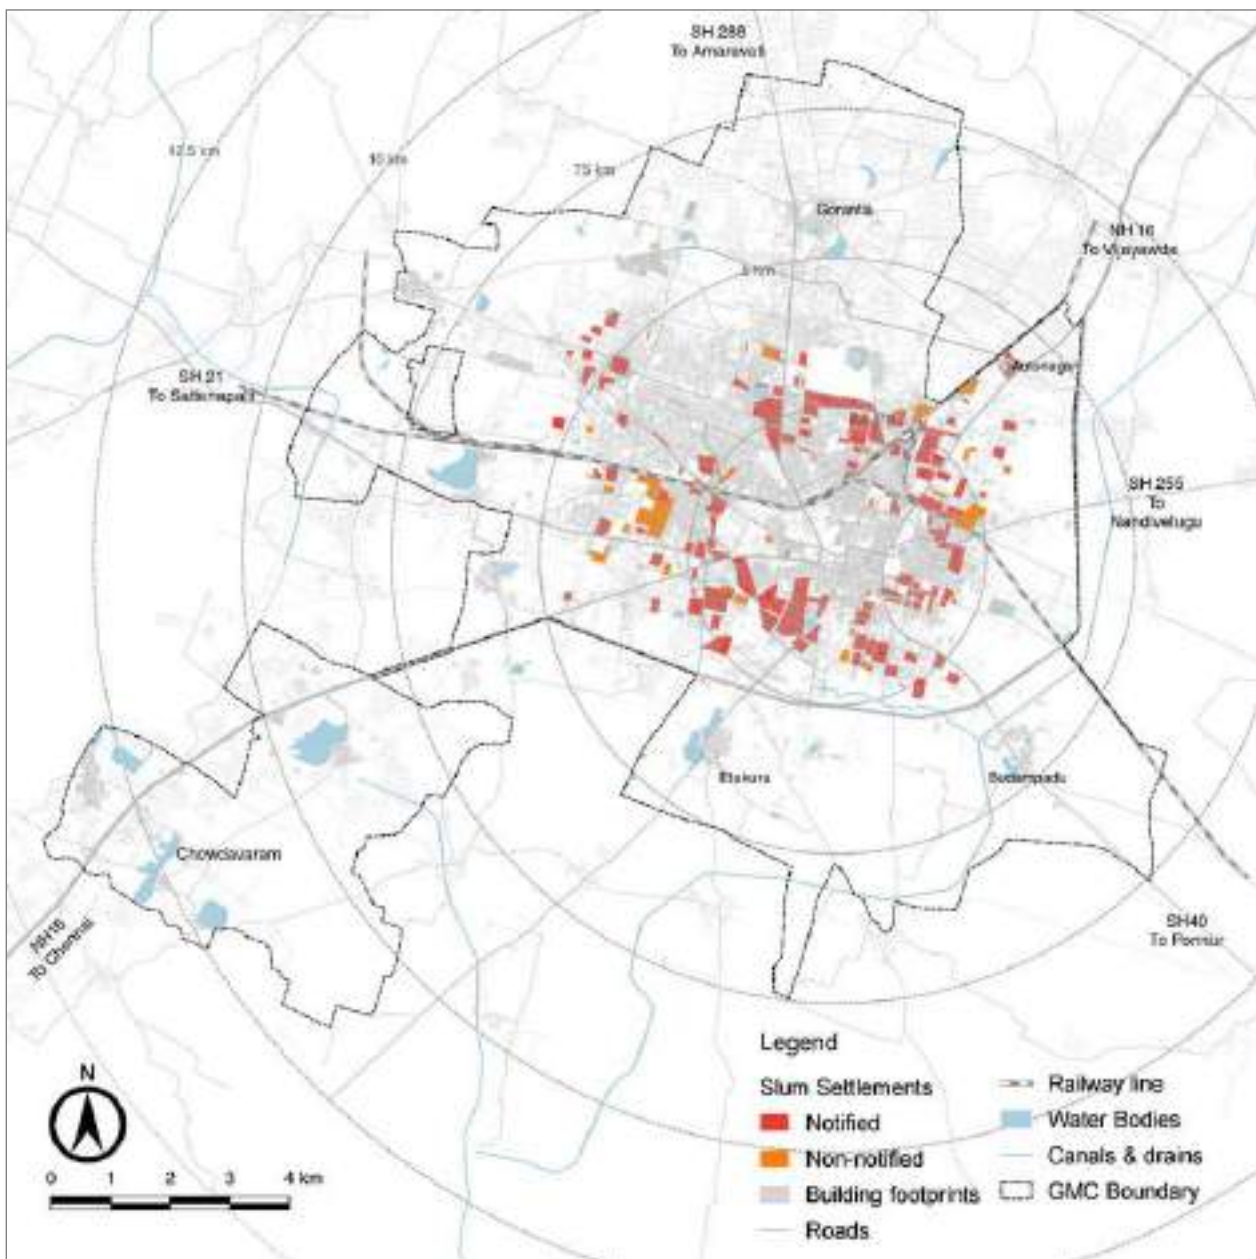 SH 288
To Amaravati
12.5 km
10 km
7.5 km
Gorantla
NH 16
To Vijayawda
5 km
Autonagar
SH 21
To Sattenapalli
SH 255
To
Nandivelugu
Etukuru
Budampadu
Chowdavaram
NH16
To Chennai
SH40
To Ponnur
Legend
Slum Settlements
Notified
Non-notified
Building footprints
Roads
Railway line
Water Bodies
Canals & drains
GMC Boundary
N
0 1 2 3 4 km